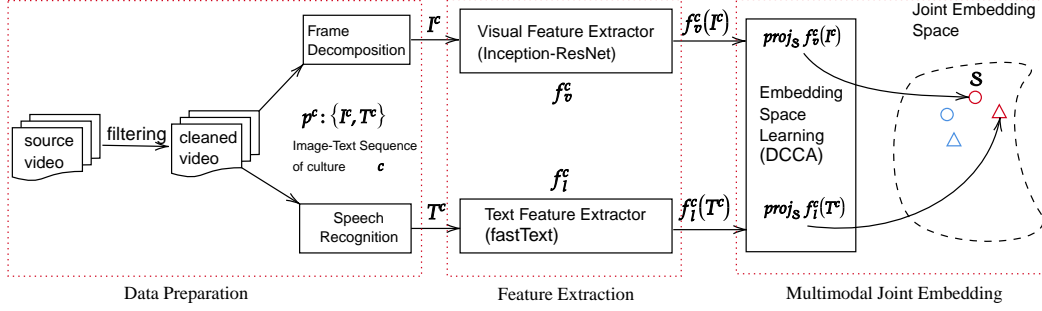 source
video
filtering
cleaned
video
Frame
Decomposition
p^c: {I^c, T^c}
Image-Text Sequence
of culture c
Speech
Recognition
I^c
T^c
Visual Feature Extractor
(Inception-ResNet)
f_v^c
f_l^c
Text Feature Extractor
(fastText)
f_v^c(I^c)
f_l^c(T^c)
proj_S f_v^c(I^c)
Embedding
Space
Learning
(DCCA)
proj_S f_l^c(T^c)
Joint Embedding
Space
S
Data Preparation
Feature Extraction
Multimodal Joint Embedding